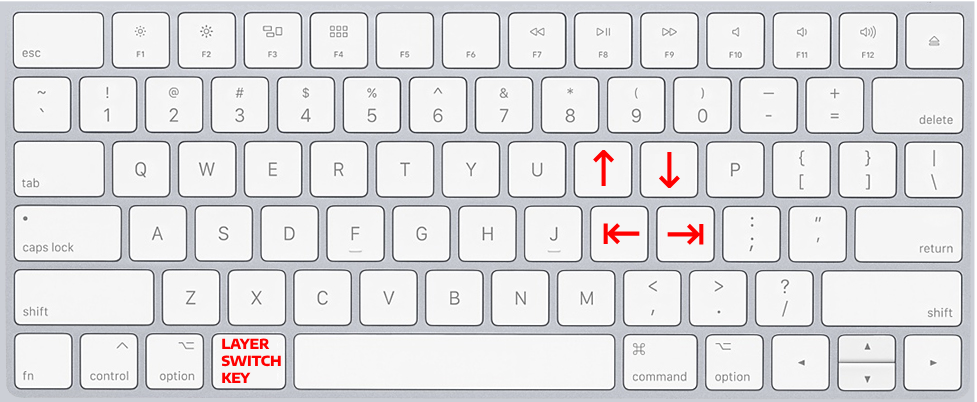 esc F1 F2 F3 F4 F5 F6 F7 F8 F9 F10 F11 F12
~ ! @ # $ % ^ & * ( ) — +
` 1 2 3 4 5 6 7 8 9 0 - = delete
tab Q W E R T Y U ↑ ↓ P { [ } ] | \
caps lock A S D F G H J ⇤ ⇥ : ; " ' return
shift Z X C V B N M < , > . ? / shift
fn ^ control ⌥ option LAYER
SWITCH
KEY ⌘ command ⌥ option ◂ ▴ ▾ ▸